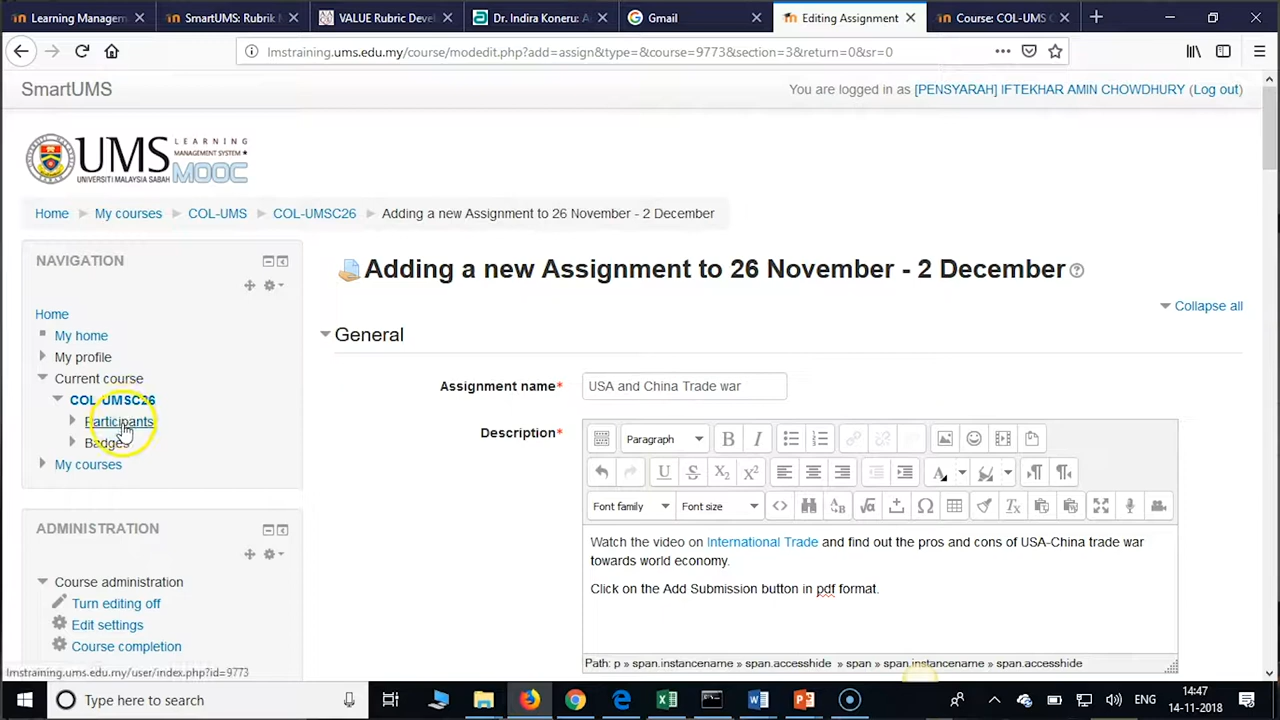 Learning Manageme
SmartUMS: Rubrik M
VALUE Rubric Devel
Dr. Indira Koneru: A
Gmail
Editing Assignment
Course: COL-UMS C
lmstraining.ums.edu.my/course/modedit.php?add=assign&type=&course=9773&section=3&return=0&sr=0
SmartUMS
You are logged in as [PENSYARAH] IFTEKHAR AMIN CHOWDHURY (Log out)
UMS LEARNING MANAGEMENT SYSTEM MOOC
UNIVERSITI MALAYSIA SABAH
Home My courses COL-UMS COL-UMSC26 Adding a new Assignment to 26 November - 2 December
NAVIGATION
Home
My home
My profile
Current course
COL-UMSC26
Participants
Badges
My courses
ADMINISTRATION
Course administration
Turn editing off
Edit settings
Course completion
Adding a new Assignment to 26 November - 2 December
Collapse all
General
Assignment name* USA and China Trade war
Description*
Paragraph
Font family Font size
Watch the video on International Trade and find out the pros and cons of USA-China trade war
towards world economy.
Click on the Add Submission button in pdf format.
Path: p » span.instancename » span.accesshide » span » span.instancename » span.accesshide
lmstraining.ums.edu.my/user/index.php?id=9773
Type here to search
ENG
14:47
14-11-2018